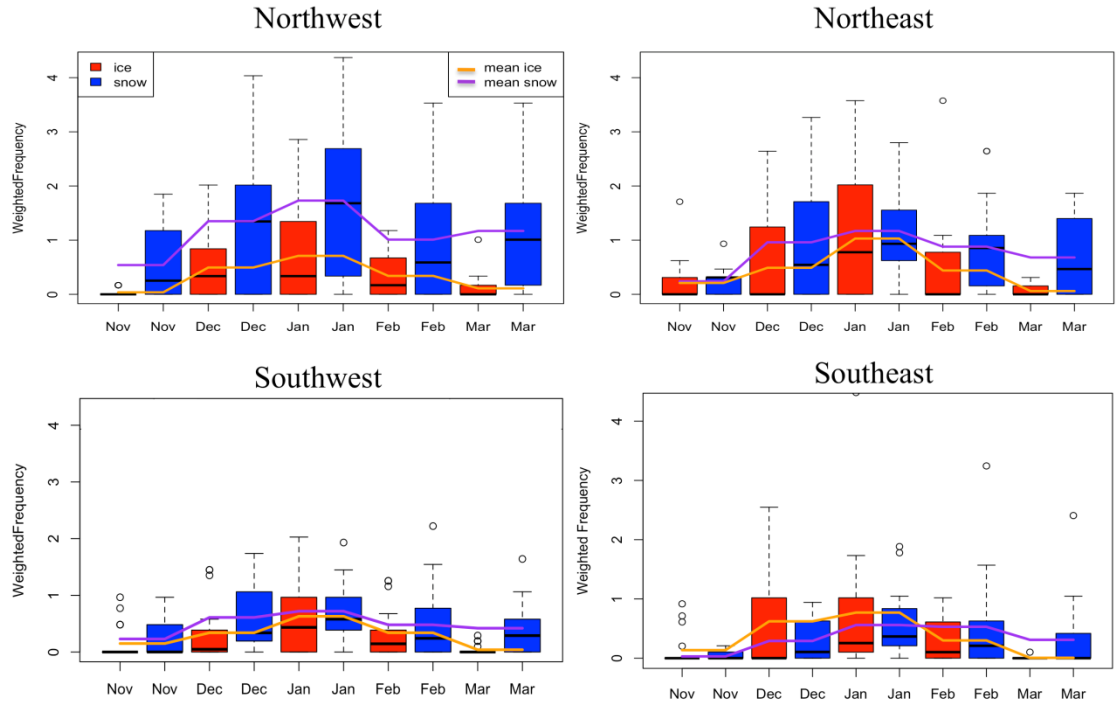 Northwest
WeightedFrequency
4
3
2
1
0
ice
snow
mean ice
mean snow
Nov Nov Dec Dec Jan Jan Feb Feb Mar Mar
Northeast
WeightedFrequency
4
3
2
1
0
Nov Nov Dec Dec Jan Jan Feb Feb Mar Mar
Southwest
WeightedFrequency
4
3
2
1
0
Nov Nov Dec Dec Jan Jan Feb Feb Mar Mar
Southeast
Weighted Frequency
4
3
2
1
0
Nov Nov Dec Dec Jan Jan Feb Feb Mar Mar